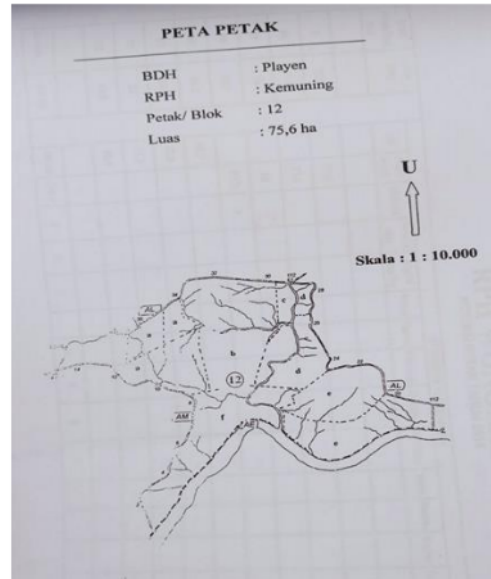 PETA PETAK
BDH : Playen
RPH : Kemuning
Petak/ Blok : 12
Luas : 75,6 ha
U
Skala : 1 : 10.000
AL
c
d
a
a
b
d
12
e
AL
AM
f
e